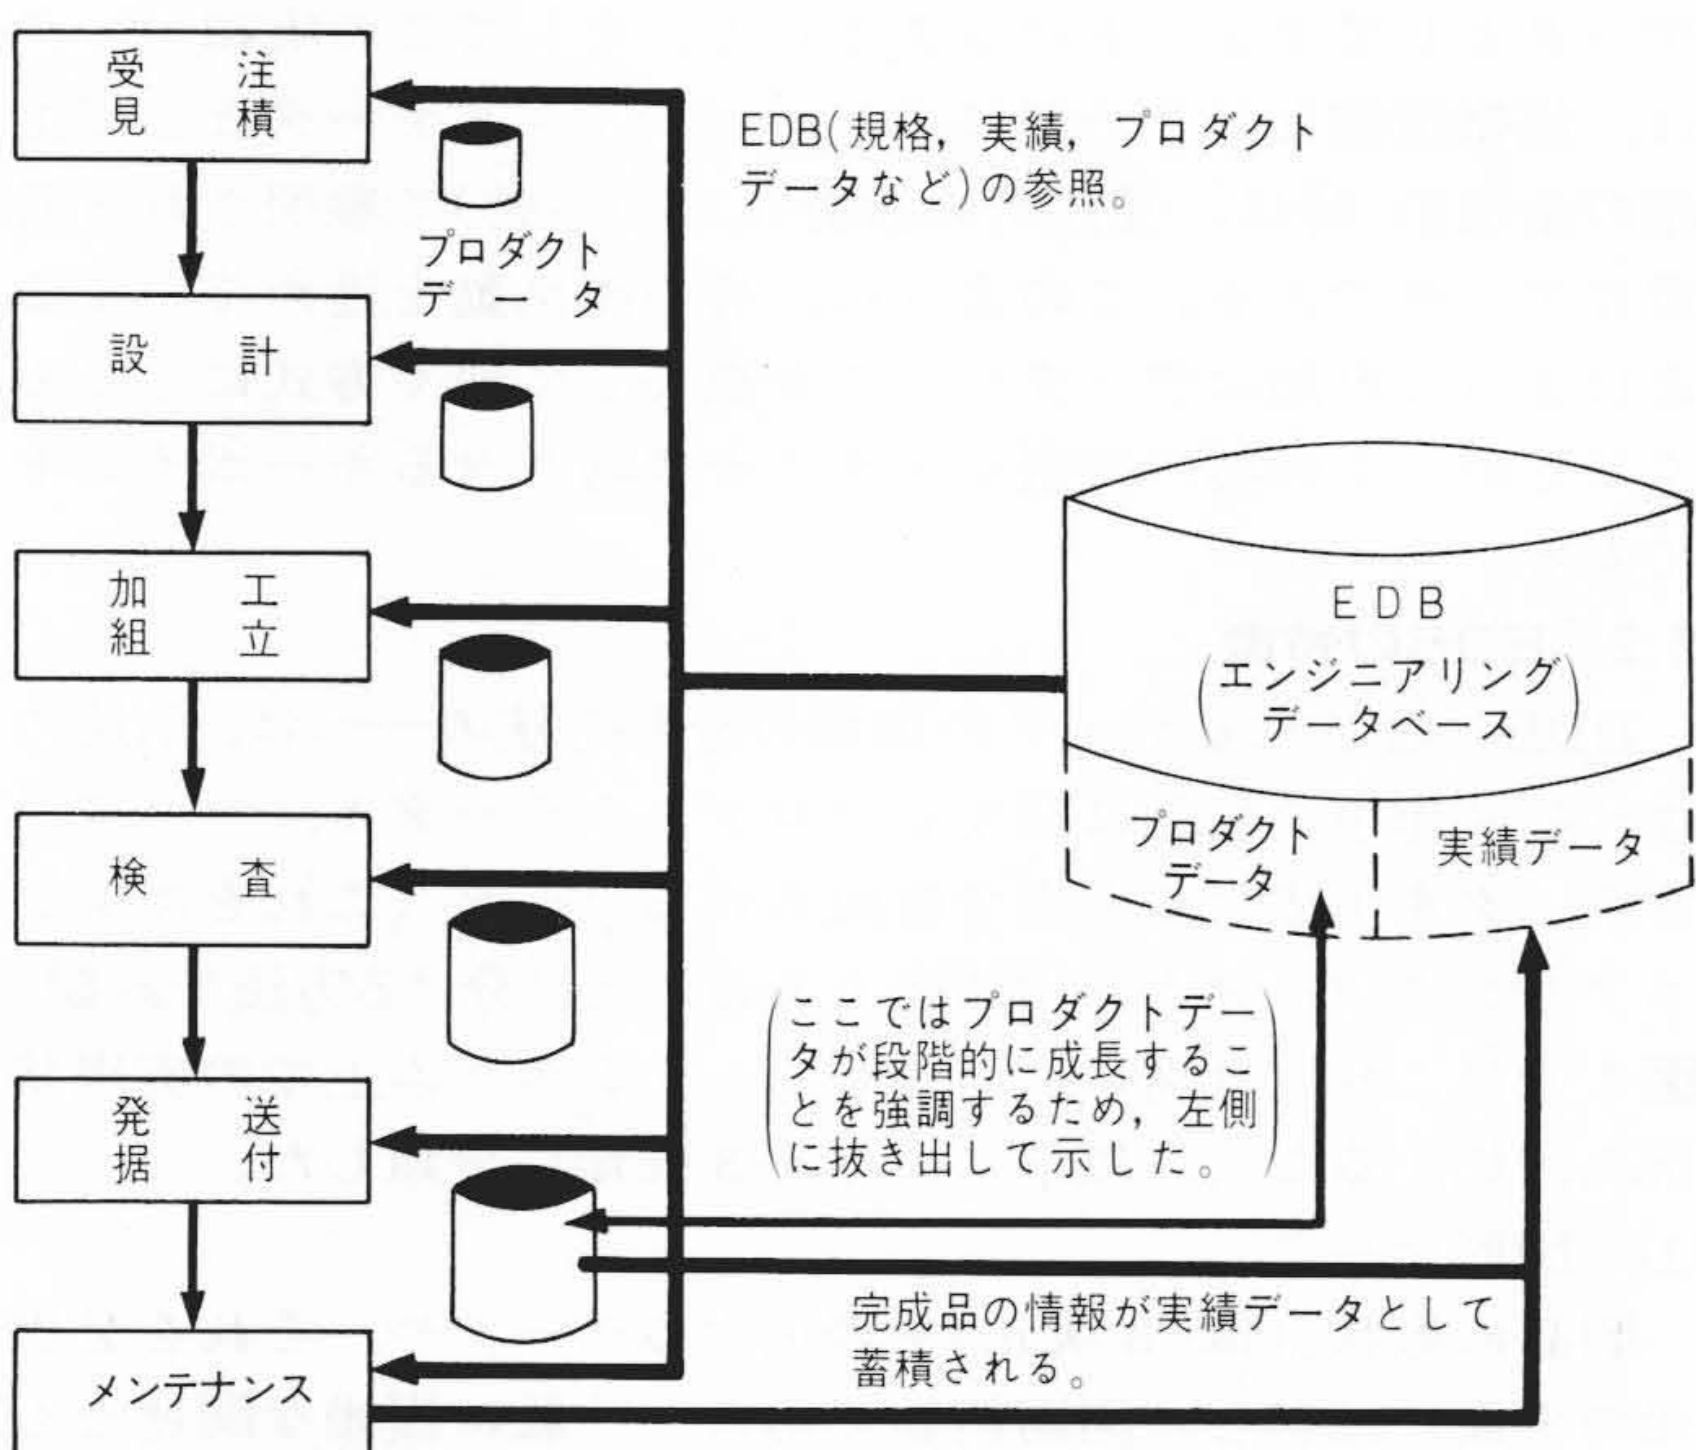 受注
見積
EDB(規格，実績，プロダクト
データなど)の参照。
プロダクト
データ
設計
加工
組立
EDB
(エンジニアリング
データベース)
プロダクト
データ
実績データ
検査
(ここではプロダクトデー
タが段階的に成長するこ
とを強調するため，左側
に抜き出して示した。)
発送
据付
完成品の情報が実績データとして
蓄積される。
メンテナンス